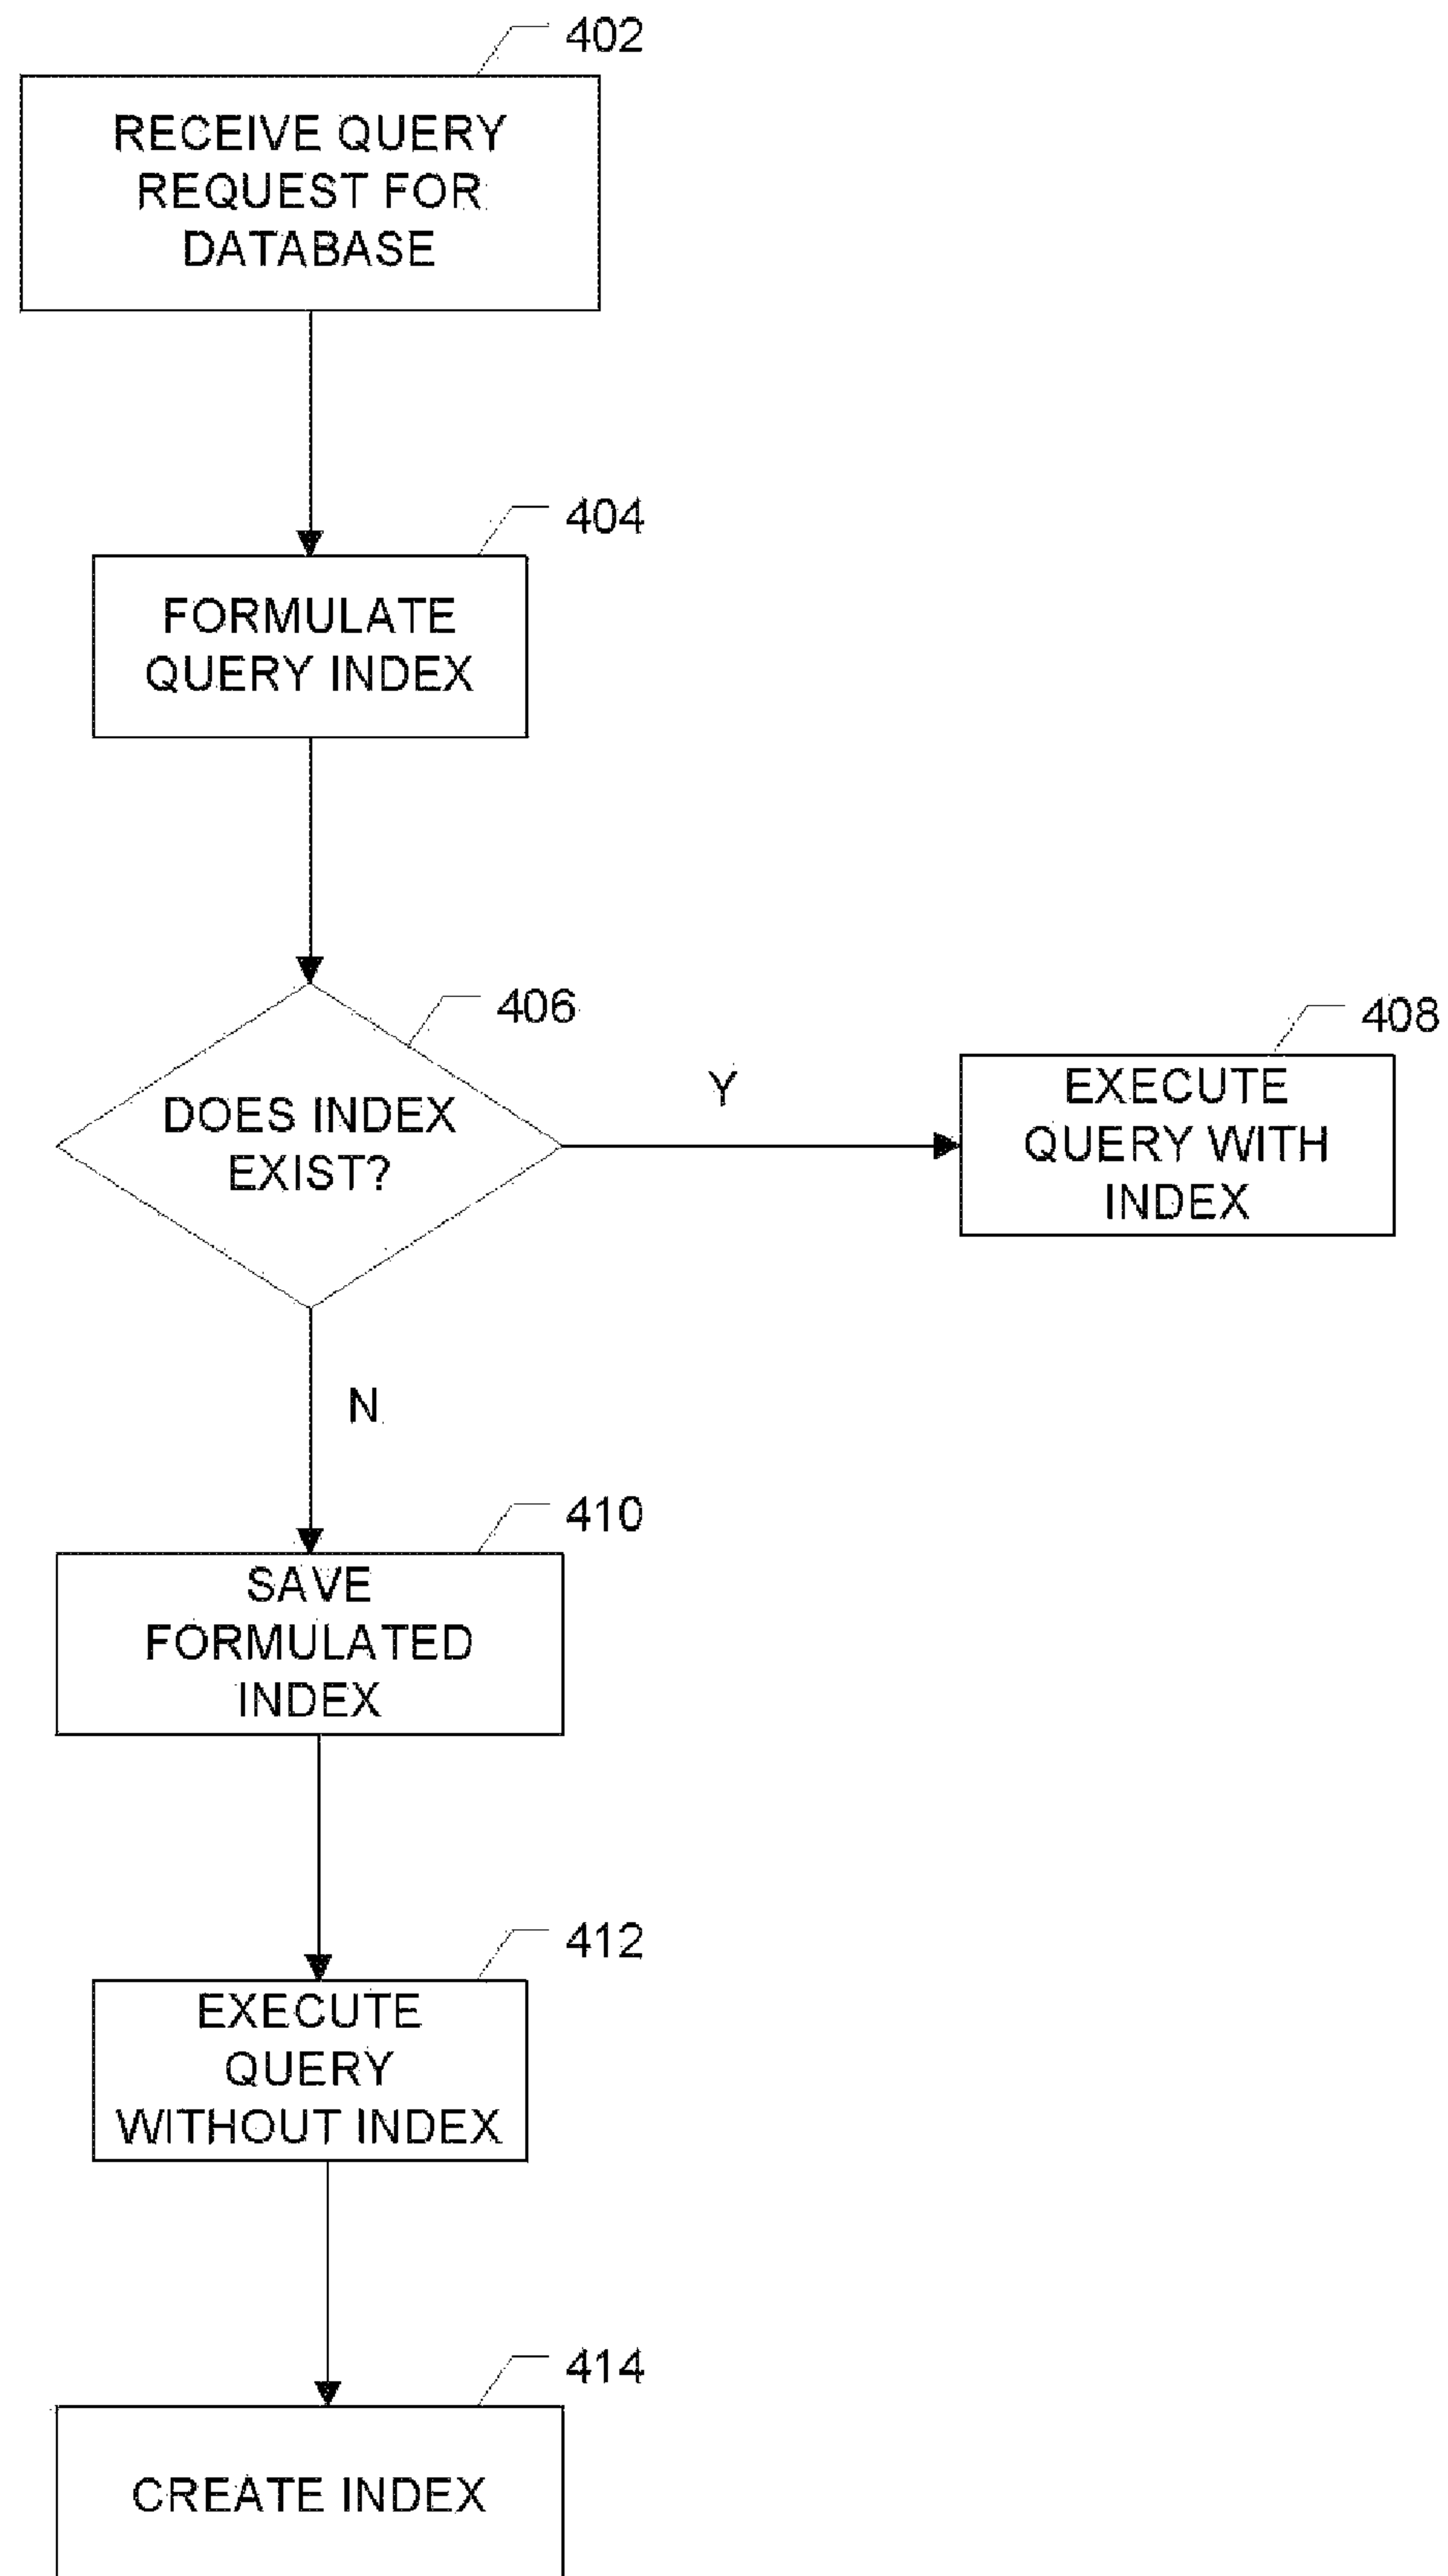 402
RECEIVE QUERY
REQUEST FOR
DATABASE
404
FORMULATE
QUERY INDEX
406
DOES INDEX
EXIST?
Y
408
EXECUTE
QUERY WITH
INDEX
N
410
SAVE
FORMULATED
INDEX
412
EXECUTE
QUERY
WITHOUT INDEX
414
CREATE INDEX